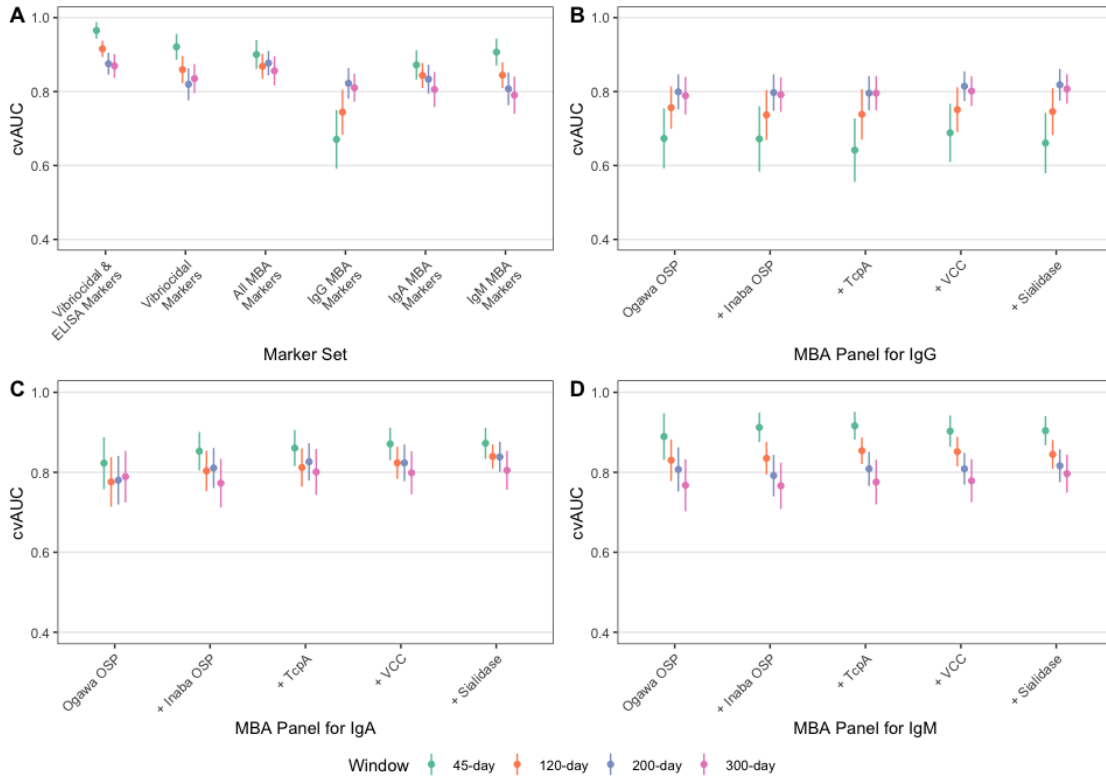 A
1.0
0.8
0.6
0.4
cvAUC
Vibriocidal &
ELISA Markers
Vibriocidal
Markers
All MBA
Markers
IgG MBA
Markers
IgA MBA
Markers
IgM MBA
Markers
Marker Set
B
1.0
0.8
0.6
0.4
cvAUC
Ogawa OSP
+ Inaba OSP
+ TcpA
+ VCC
+ Sialidase
MBA Panel for IgG
C
1.0
0.8
0.6
0.4
cvAUC
Ogawa OSP
+ Inaba OSP
+ TcpA
+ VCC
+ Sialidase
MBA Panel for IgA
D
1.0
0.8
0.6
0.4
cvAUC
Ogawa OSP
+ Inaba OSP
+ TcpA
+ VCC
+ Sialidase
MBA Panel for IgM
Window 45-day 120-day 200-day 300-day